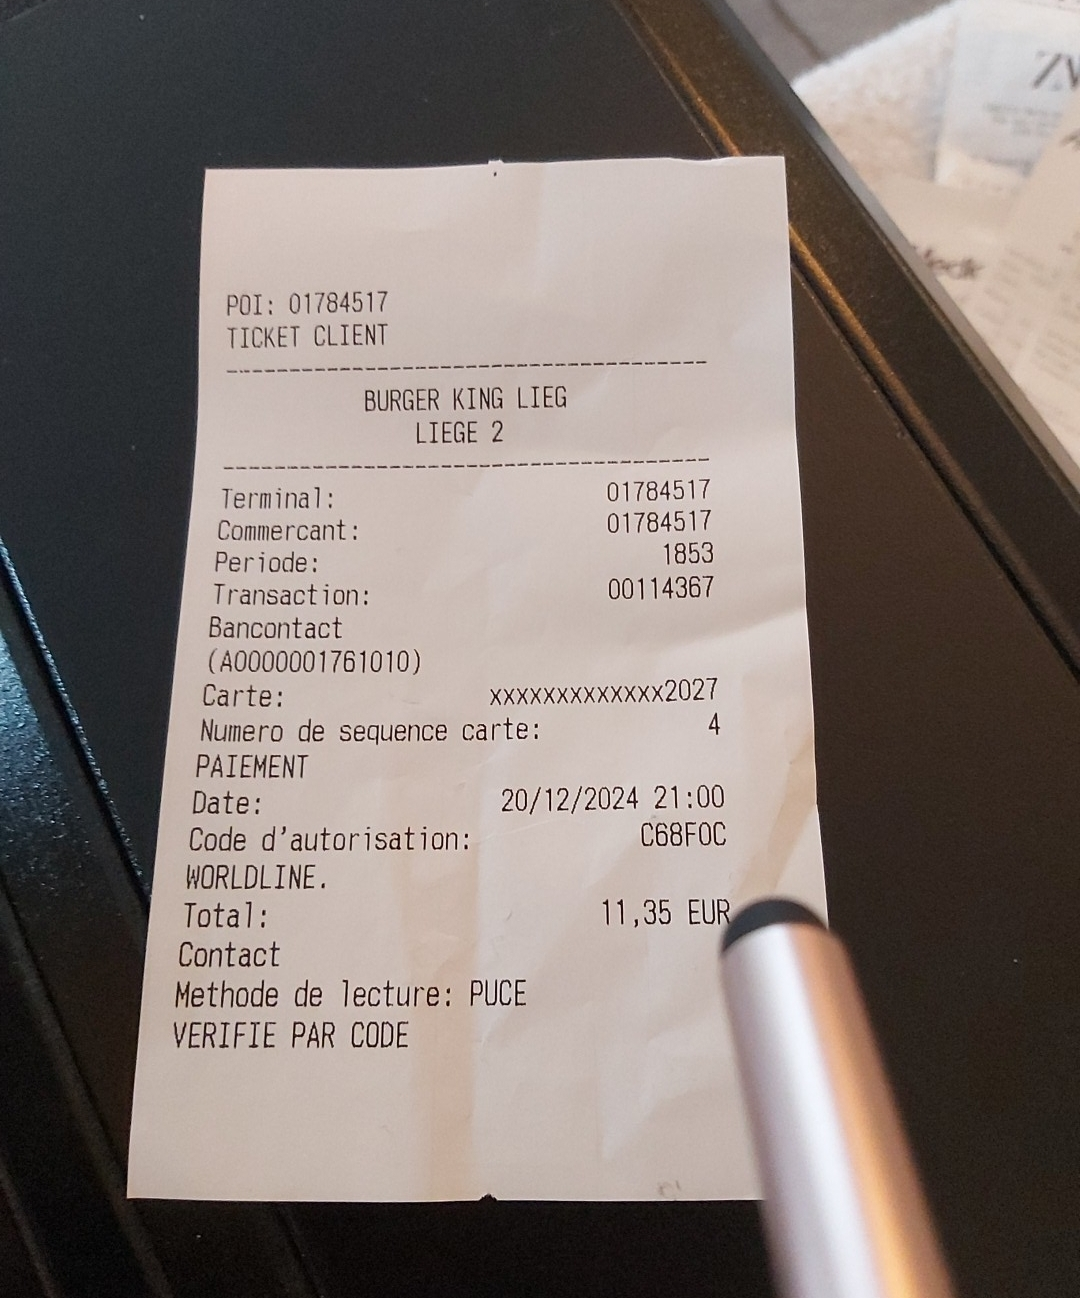 POI: 01784517
TICKET CLIENT
BURGER KING LIEG
LIEGE 2
Terminal: 01784517
Commercant: 01784517
Periode: 1853
Transaction: 00114367
Bancontact
(A0000001761010)
Carte: xxxxxxxxxxxxx2027
Numero de sequence carte: 4
PAIEMENT
Date: 20/12/2024 21:00
Code d'autorisation: C68F0C
WORLDLINE.
Total: 11,35 EUR
Contact
Methode de lecture: PUCE
VERIFIE PAR CODE